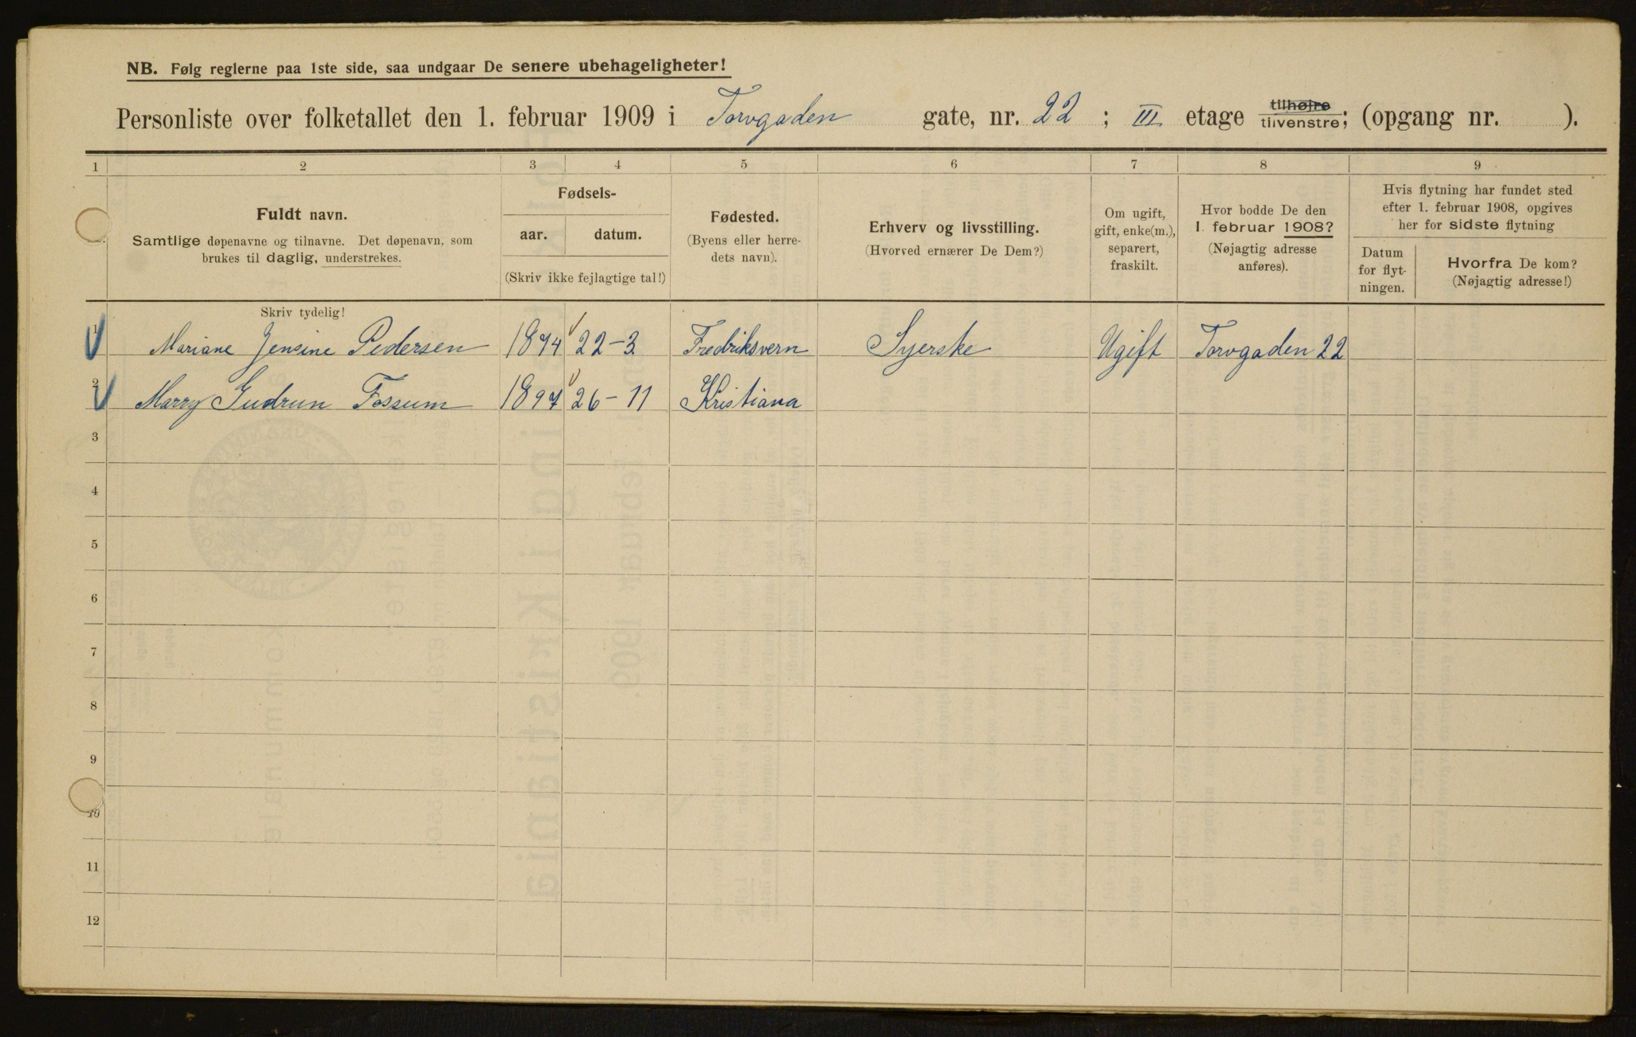 NB. Følg reglerne paa 1ste side, saa undgaar De senere ubehageligheter!
Personliste over folketallet den 1. februar 1909 i Torvgaden gate, nr. 22 ; III etage tilhøire tilvenstre; (opgang nr. ).
1 2 3 4 5 6 7 8 9
Fuldt navn.
Samtlige døpenavne og tilnavne. Det døpenavn, som
brukes til daglig, understrekes.
Fødsels-
aar. datum.
(Skriv ikke fejlagtige tal!)
Fødested.
(Byens eller herre-
dets navn).
Erhverv og livsstilling.
(Hvorved ernærer De Dem?)
Om ugift,
gift, enke(m.),
separert,
fraskilt.
Hvor bodde De den
1. februar 1908?
(Nøjagtig adresse
anføres).
Hvis flytning har fundet sted
efter 1. februar 1908, opgives
her for sidste flytning
Datum
for flyt-
ningen.
Hvorfra De kom?
(Nøjagtig adresse!)
Skriv tydelig!
1 Mariane Jensine Pedersen 1874 22-3 Fredriksvern Syerske Ugift Torvgaden 22
2 Marry Gudrun Fossum 1897 26-11 Kristiana
3
4
5
6
7
8
9
10
11
12